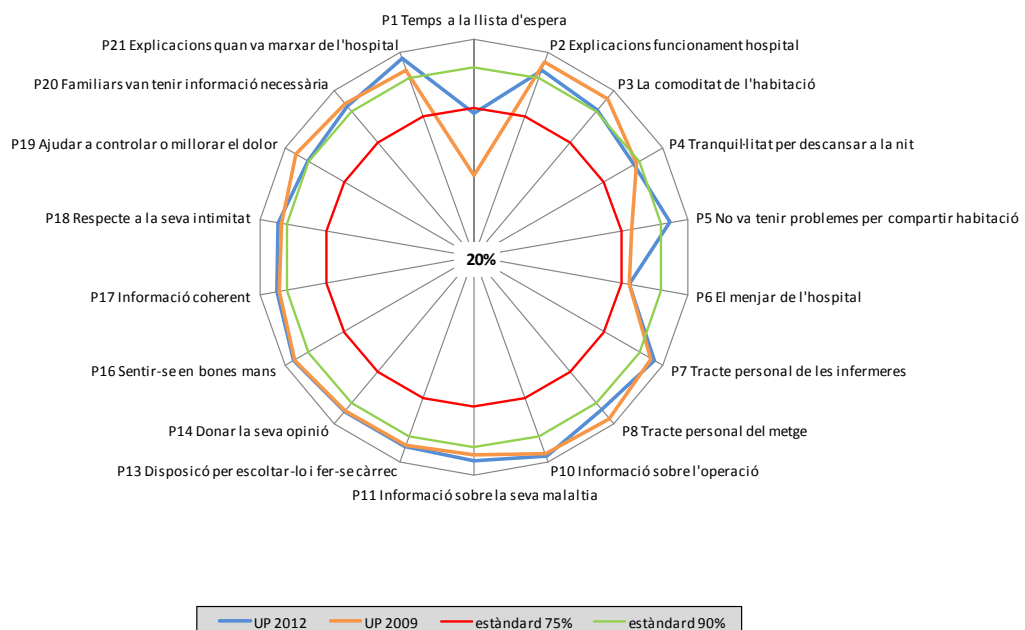 P1 Temps a la llista d'espera
P21 Explicacions quan va marxar de l'hospital
P2 Explicacions funcionament hospital
P20 Familiars van tenir informació necessària
P3 La comoditat de l'habitació
P19 Ajudar a controlar o millorar el dolor
P4 Tranquil·litat per descansar a la nit
P18 Respecte a la seva intimitat
P5 No va tenir problemes per compartir habitació
20%
P17 Informació coherent
P6 El menjar de l'hospital
P16 Sentir-se en bones mans
P7 Tracte personal de les infermeres
P14 Donar la seva opinió
P8 Tracte personal del metge
P13 Disposicó per escoltar-lo i fer-se càrrec
P10 Informació sobre l'operació
P11 Informació sobre la seva malaltia
UP 2012 UP 2009 estàndard 75% estàndard 90%